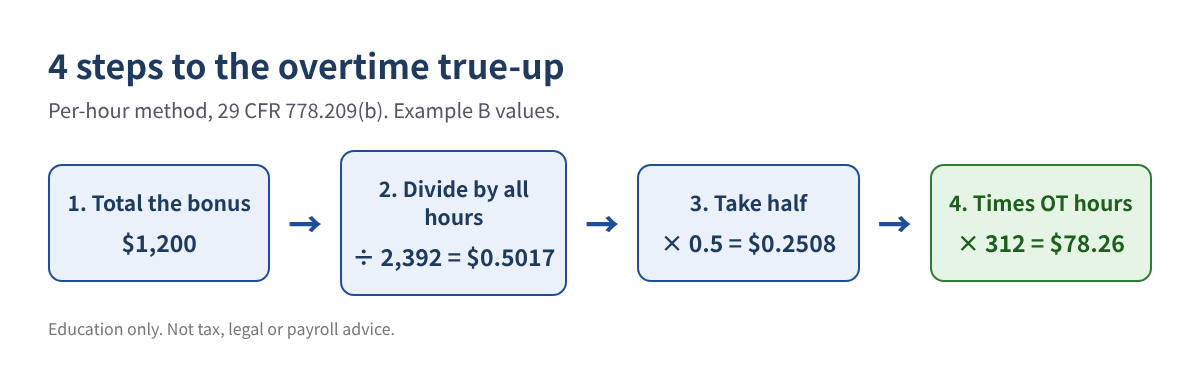 4 steps to the overtime true-up
Per-hour method, 29 CFR 778.209(b). Example B values.
1. Total the bonus
$1,200
→
2. Divide by all
hours
÷ 2,392 = $0.5017
→
3. Take half
× 0.5 = $0.2508
→
4. Times OT hours
× 312 = $78.26
Education only. Not tax, legal or payroll advice.